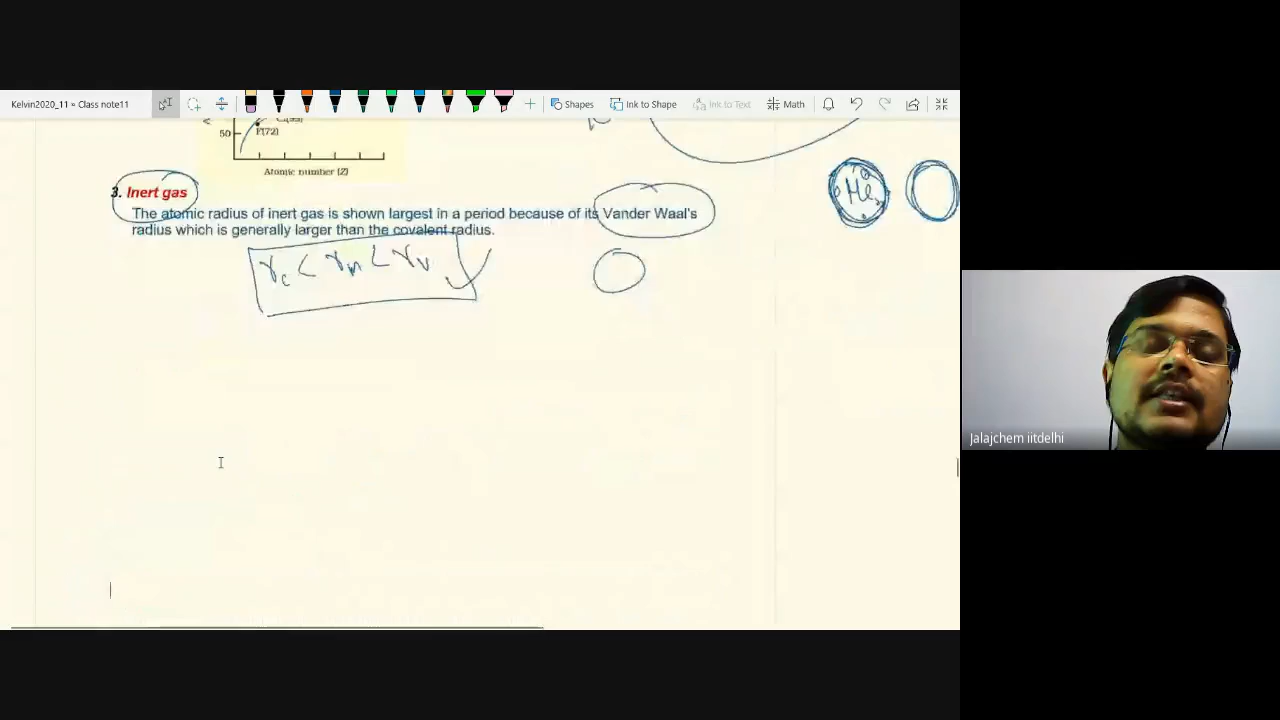 Kelvin2020_11 » Class note11
Shapes
Ink to Shape
Ink to Text
Math
50
F(72)
Atomic number (Z)
3. Inert gas
The atomic radius of inert gas is shown largest in a period because of its Vander Waal's
radius which is generally larger than the covalent radius.
He
rc < rm < rv
Jalajchem iitdelhi